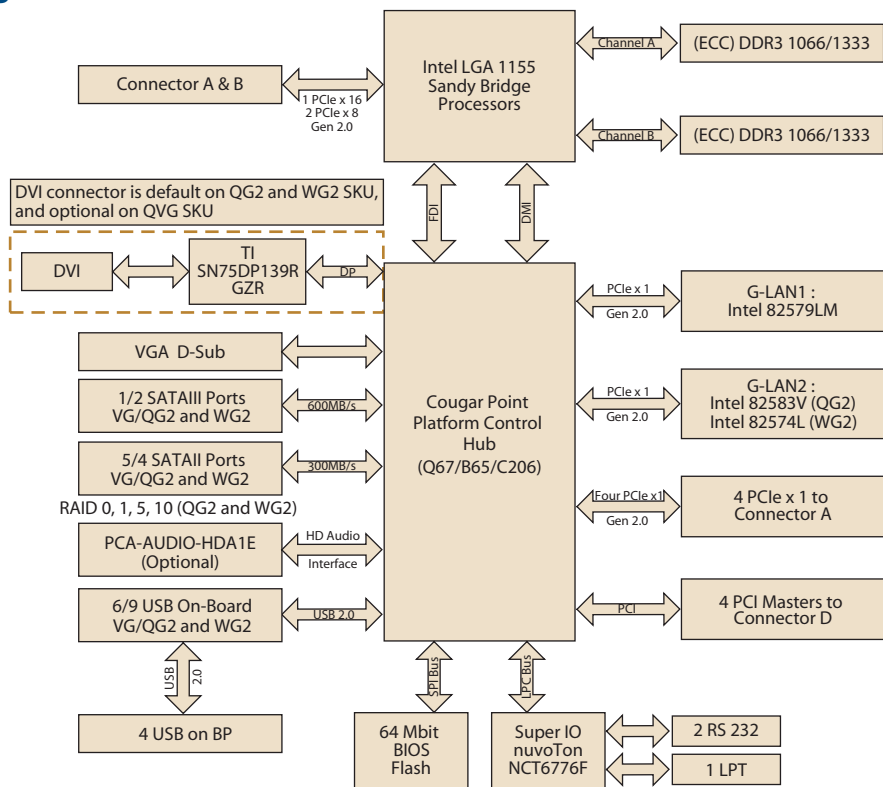 Intel LGA 1155
Sandy Bridge
Processors
Channel A
(ECC) DDR3 1066/1333
Channel B
(ECC) DDR3 1066/1333
Connector A & B
1 PCIe x 16
2 PCIe x 8
Gen 2.0
FDI
DMI
DVI connector is default on QG2 and WG2 SKU,
and optional on QVG SKU
DVI
TI
SN75DP139R
GZR
DP
VGA D-Sub
1/2 SATAIII Ports
VG/QG2 and WG2
600MB/s
5/4 SATAII Ports
VG/QG2 and WG2
300MB/s
RAID 0, 1, 5, 10 (QG2 and WG2)
PCA-AUDIO-HDA1E
(Optional)
HD Audio
Interface
6/9 USB On-Board
VG/QG2 and WG2
USB 2.0
USB
2.0
4 USB on BP
Cougar Point
Platform Control
Hub
(Q67/B65/C206)
PCIe x 1
Gen 2.0
G-LAN1 :
Intel 82579LM
PCIe x 1
Gen 2.0
G-LAN2 :
Intel 82583V (QG2)
Intel 82574L (WG2)
Four PCIe x1
Gen 2.0
4 PCIe x 1 to
Connector A
PCI
4 PCI Masters to
Connector D
SPI Bus
LPC Bus
64 Mbit
BIOS
Flash
Super IO
nuvoTon
NCT6776F
2 RS 232
1 LPT